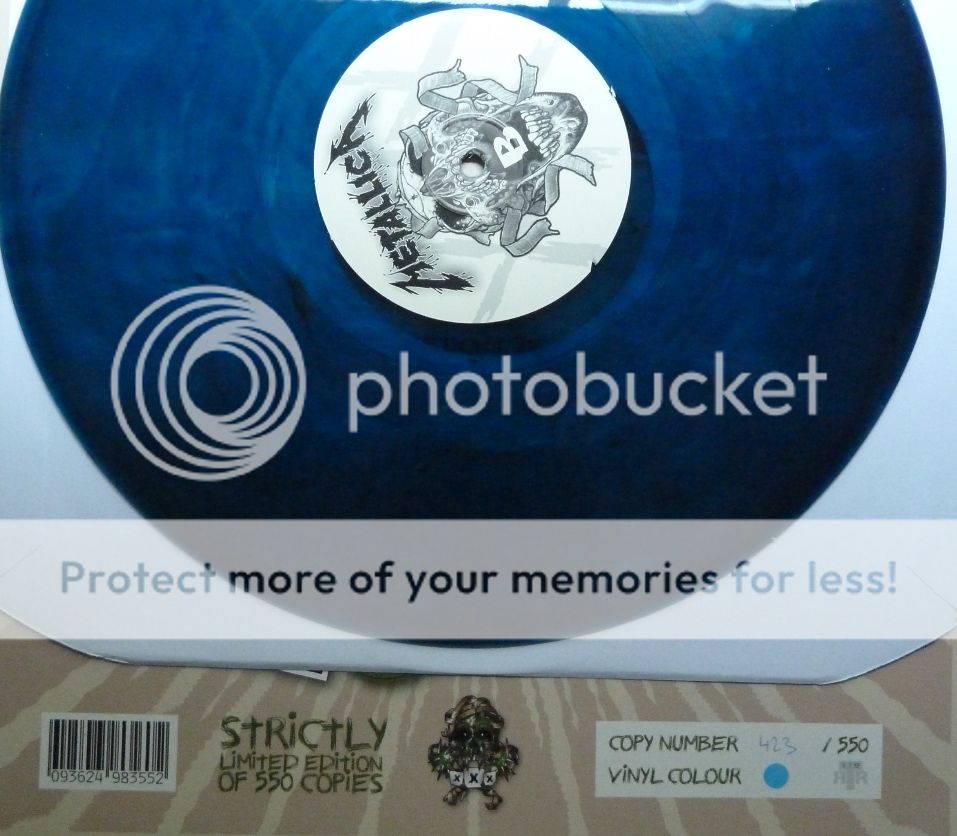 METALLICA
B
photobucket
Protect more of your memories for less!
093624 983552
STRiCTLY
LiMiTED EDiTiON
OF 550 COPiES
X X X
COPY NUMBER 423 / 550
ViNYL COLOUR